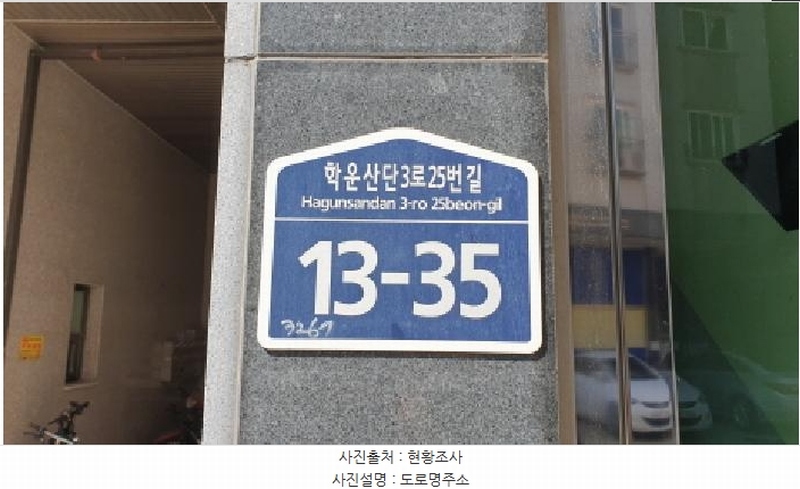 학운산단3로25번길
Hagunsandan 3-ro 25beon-gil
13-35
사진출처 : 현황조사
사진설명 : 도로명주소